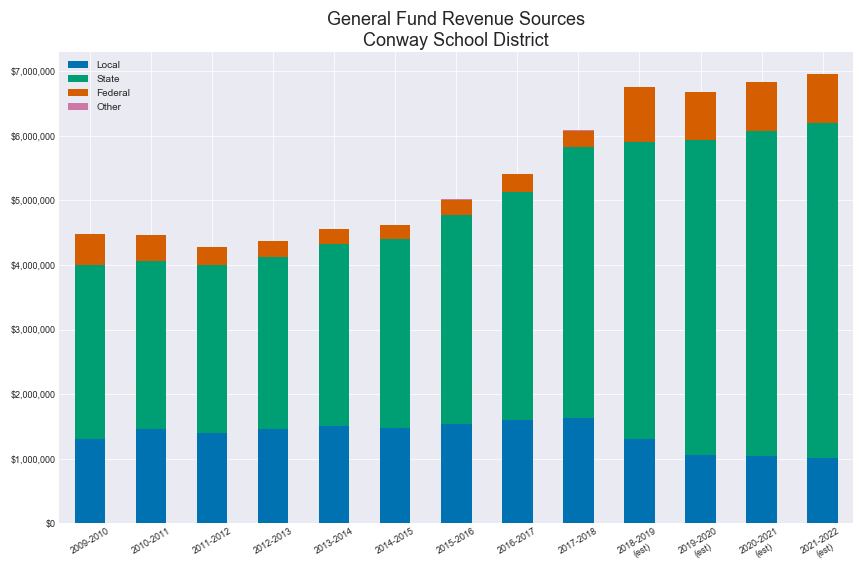 General Fund Revenue Sources
Conway School District
Local
State
Federal
Other
$7,000,000
$6,000,000
$5,000,000
$4,000,000
$3,000,000
$2,000,000
$1,000,000
$0
2009-2010
2010-2011
2011-2012
2012-2013
2013-2014
2014-2015
2015-2016
2016-2017
2017-2018
2018-2019
(est)
2019-2020
(est)
2020-2021
(est)
2021-2022
(est)